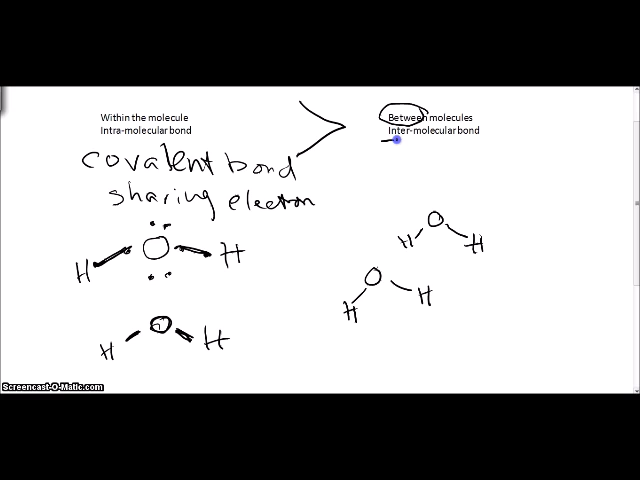 Within the molecule
Intra-molecular bond
Between molecules
Inter-molecular bond
covalent bond
sharing electron
H O H
H O H
O
H H
O
H H
Screencast-O-Matic.com